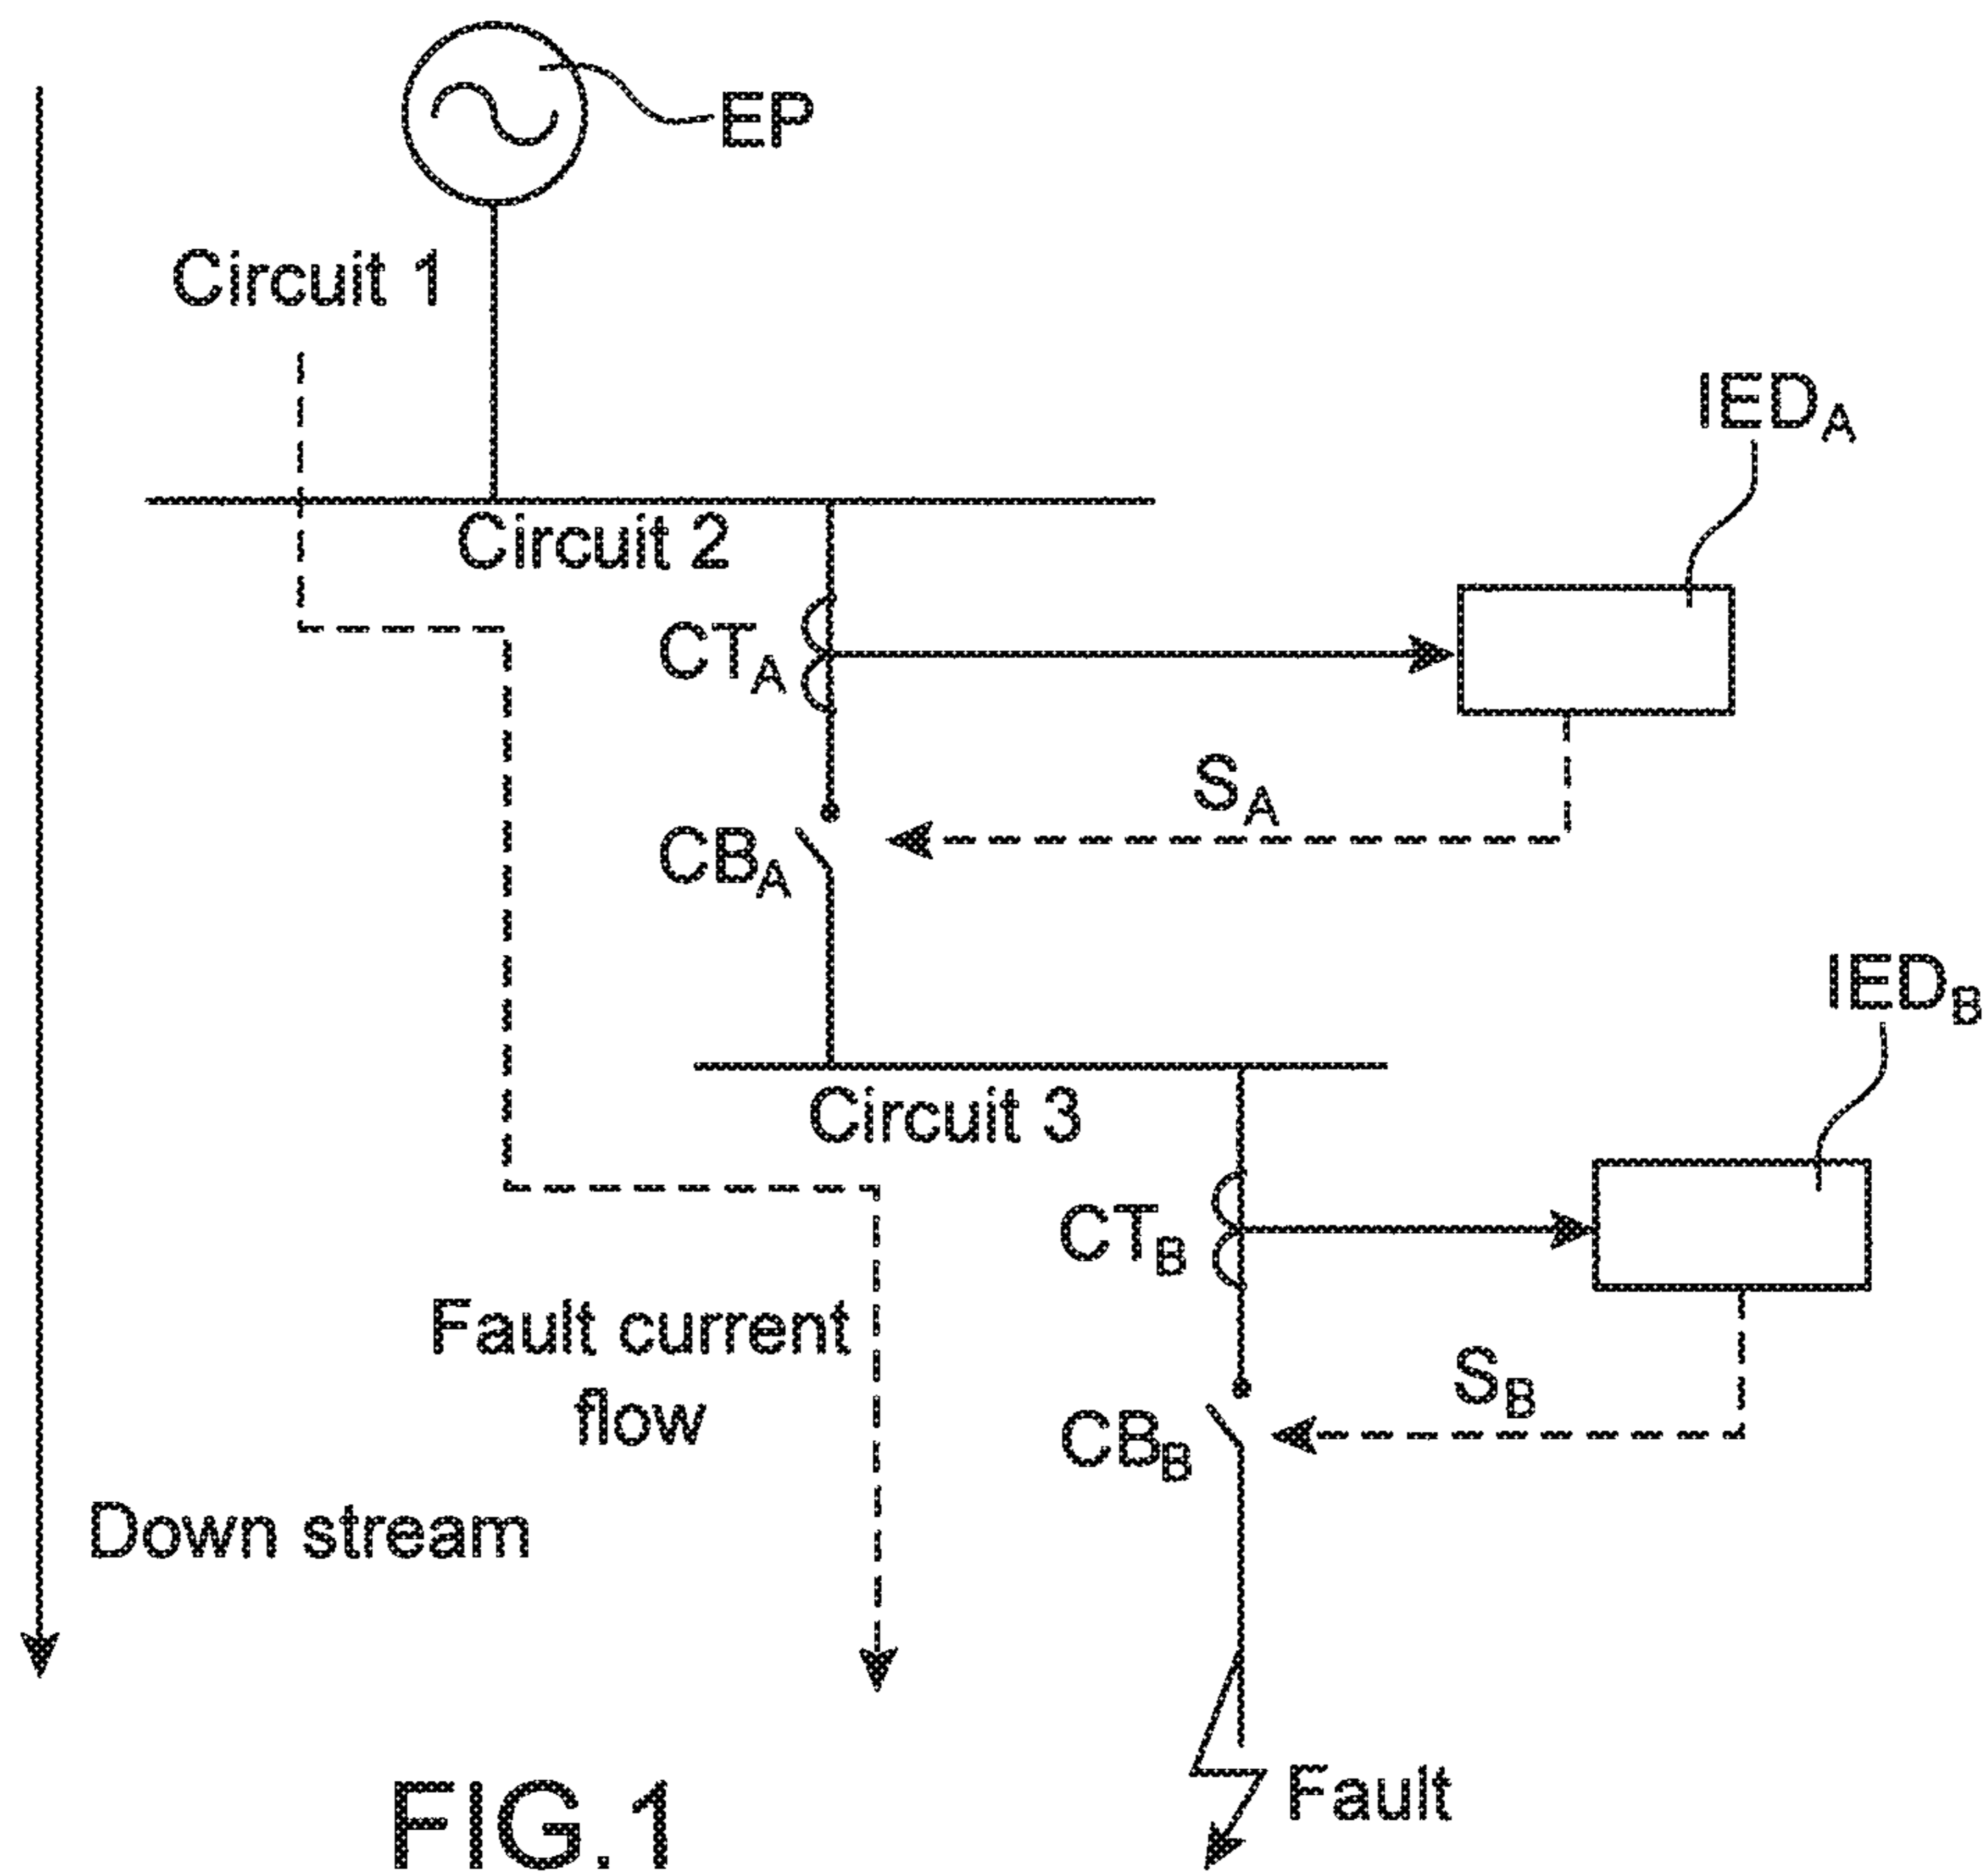 EP
Circuit 1
IEDA
Circuit 2
CTA
SA
CBA
IEDB
Circuit 3
CTB
Fault current
flow
SB
CBB
Down stream
Fault
FIG.1